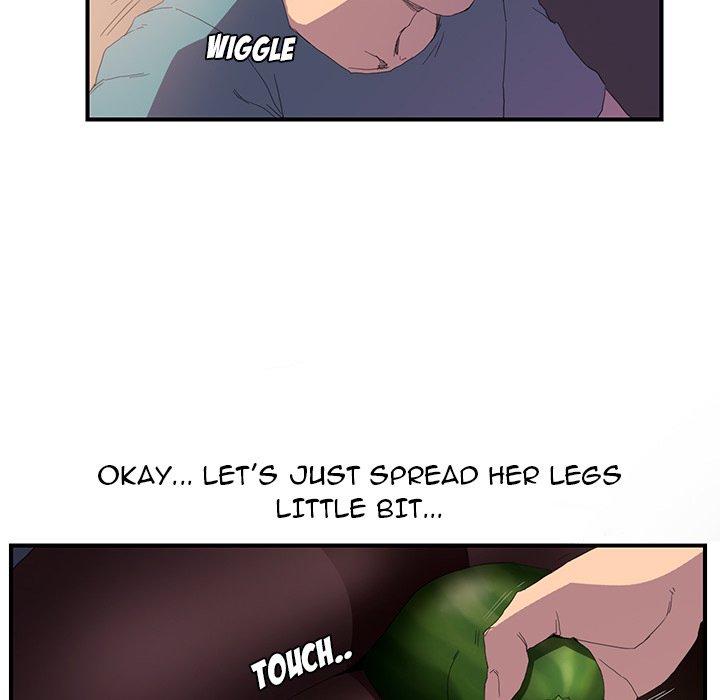 WIGGLE
OKAY... LET'S JUST SPREAD HER LEGS
LITTLE BIT...
TOUCH..